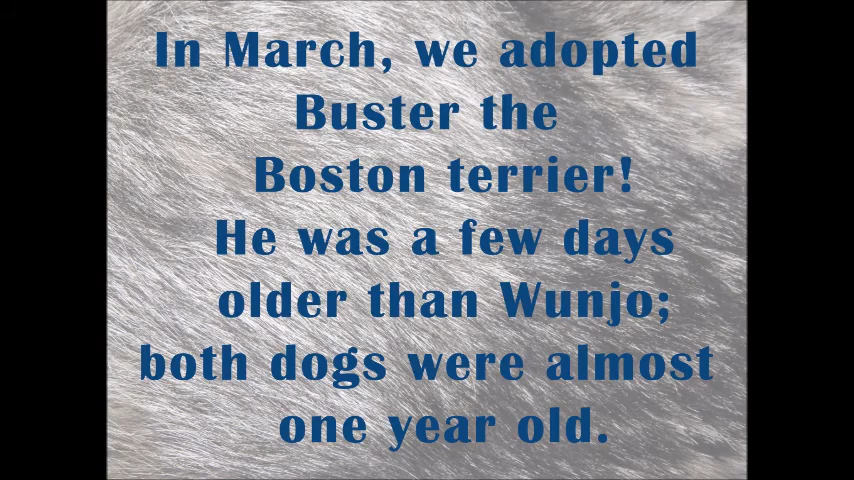 In March, we adopted
Buster the
Boston terrier!
He was a few days
older than Wunjo;
both dogs were almost
one year old.